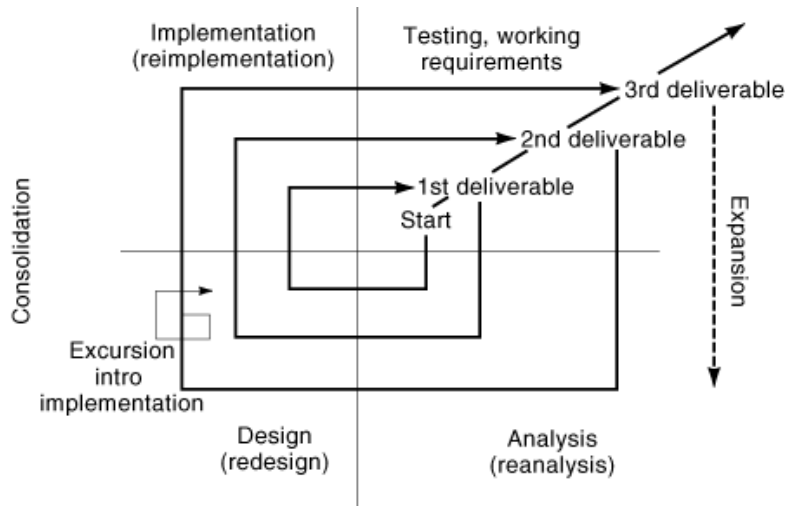 Implementation
(reimplementation)
Testing, working
requirements
3rd deliverable
2nd deliverable
1st deliverable
Start
Consolidation
Expansion
Excursion
intro
implementation
Design
(redesign)
Analysis
(reanalysis)